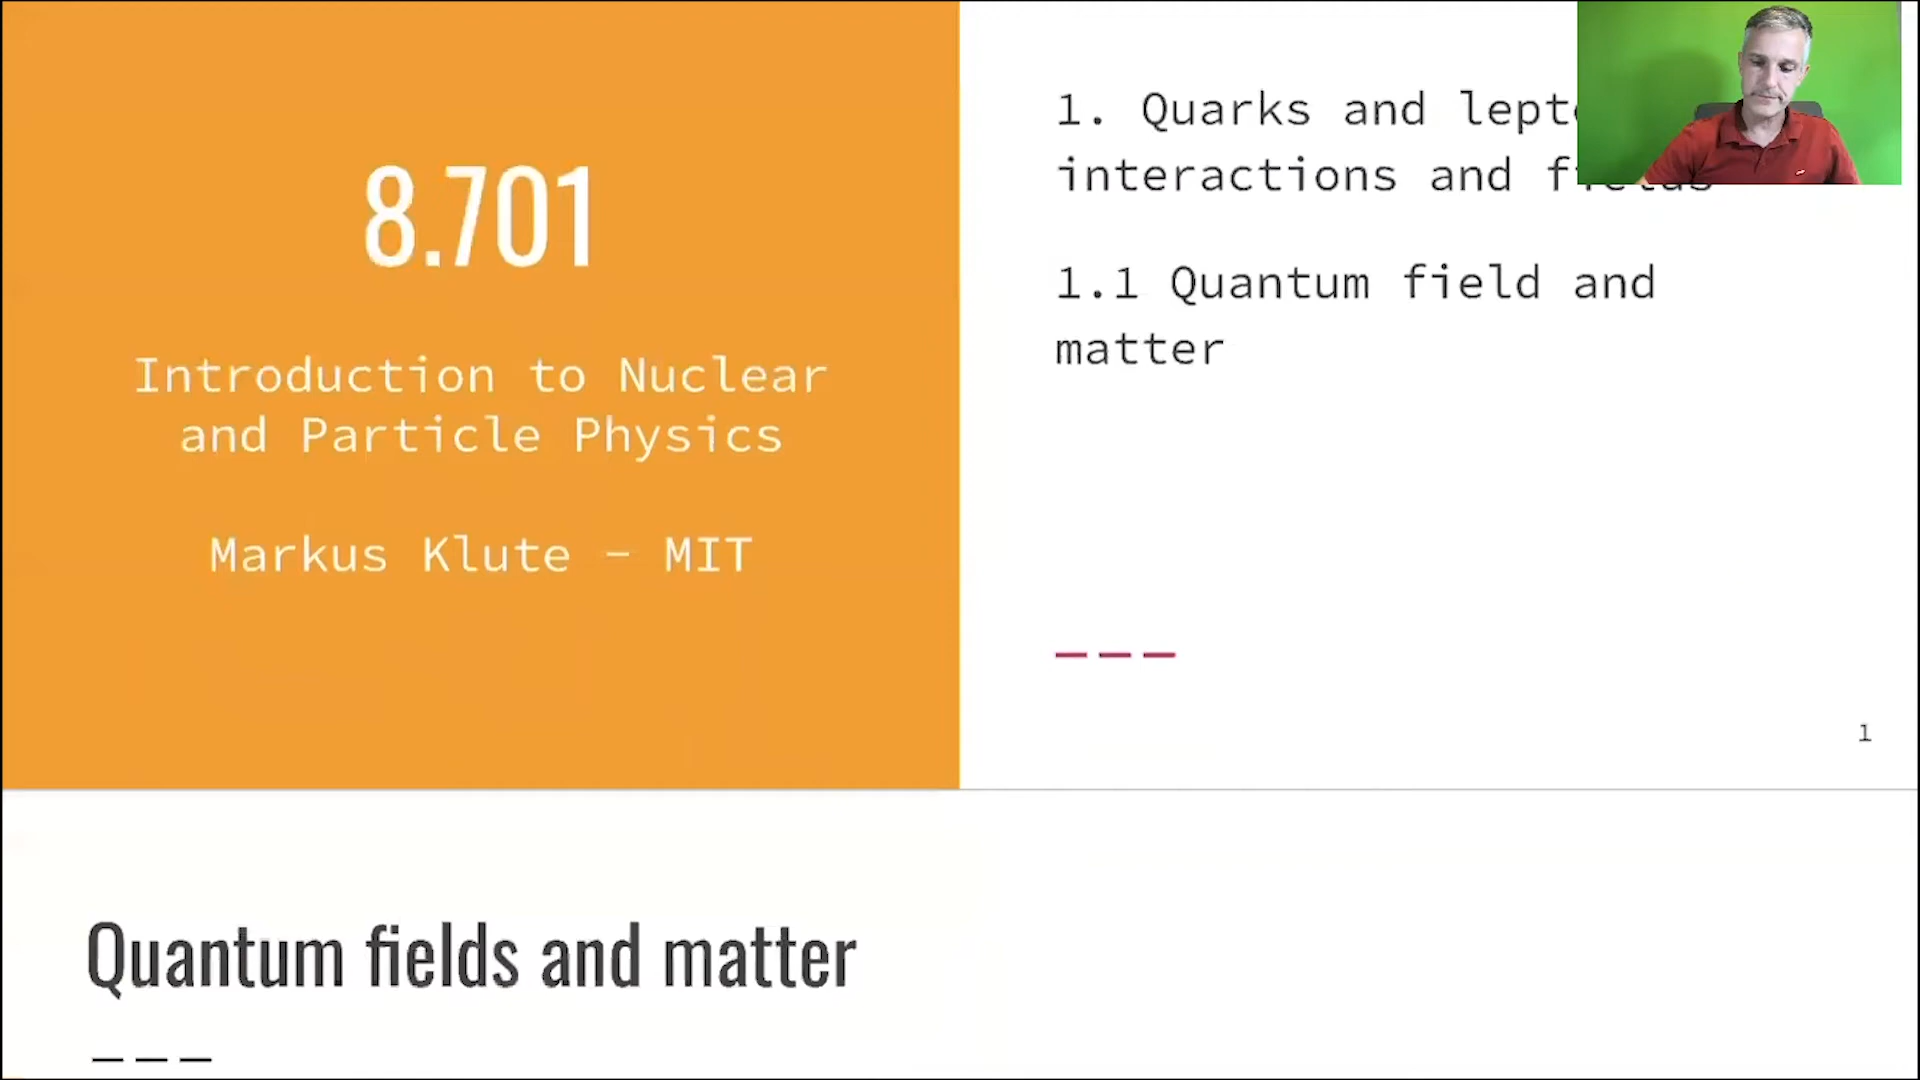 8.701
Introduction to Nuclear
and Particle Physics
Markus Klute – MIT
1. Quarks and
interactions and
1.1 Quantum field and
matter
1
Quantum fields and matter